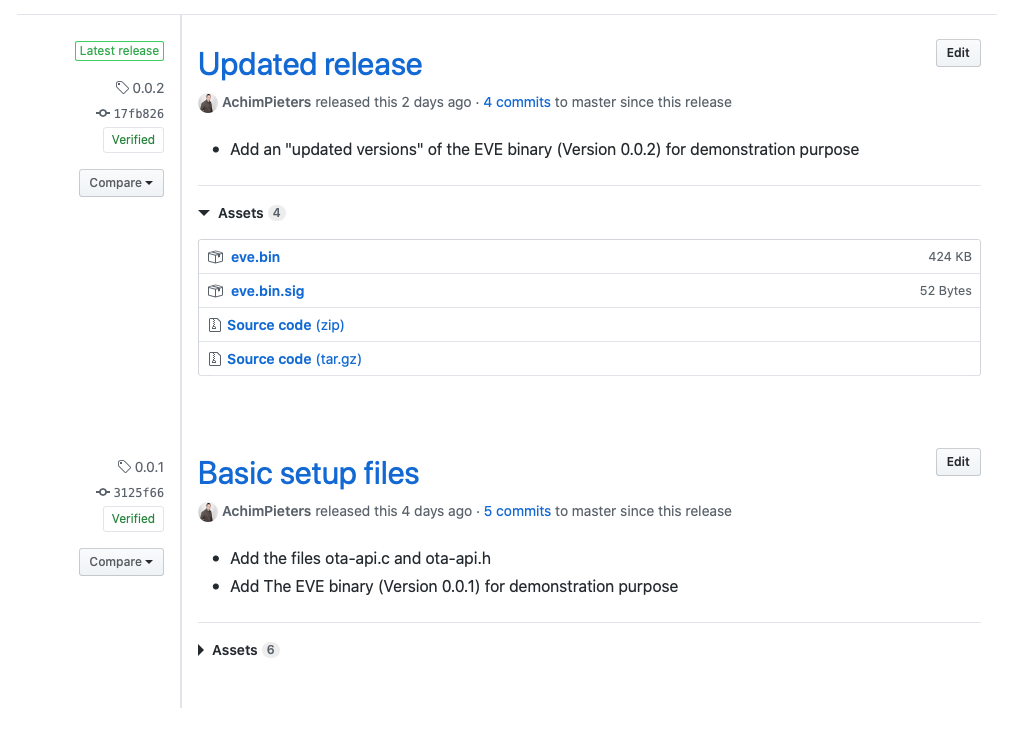 Latest release
0.0.2
17fb826
Verified
Compare
Updated release
Edit
AchimPieters released this 2 days ago · 4 commits to master since this release
• Add an "updated versions" of the EVE binary (Version 0.0.2) for demonstration purpose
Assets 4
eve.bin 424 KB
eve.bin.sig 52 Bytes
Source code (zip)
Source code (tar.gz)
0.0.1
3125f66
Verified
Compare
Basic setup files
Edit
AchimPieters released this 4 days ago · 5 commits to master since this release
• Add the files ota-api.c and ota-api.h
• Add The EVE binary (Version 0.0.1) for demonstration purpose
Assets 6